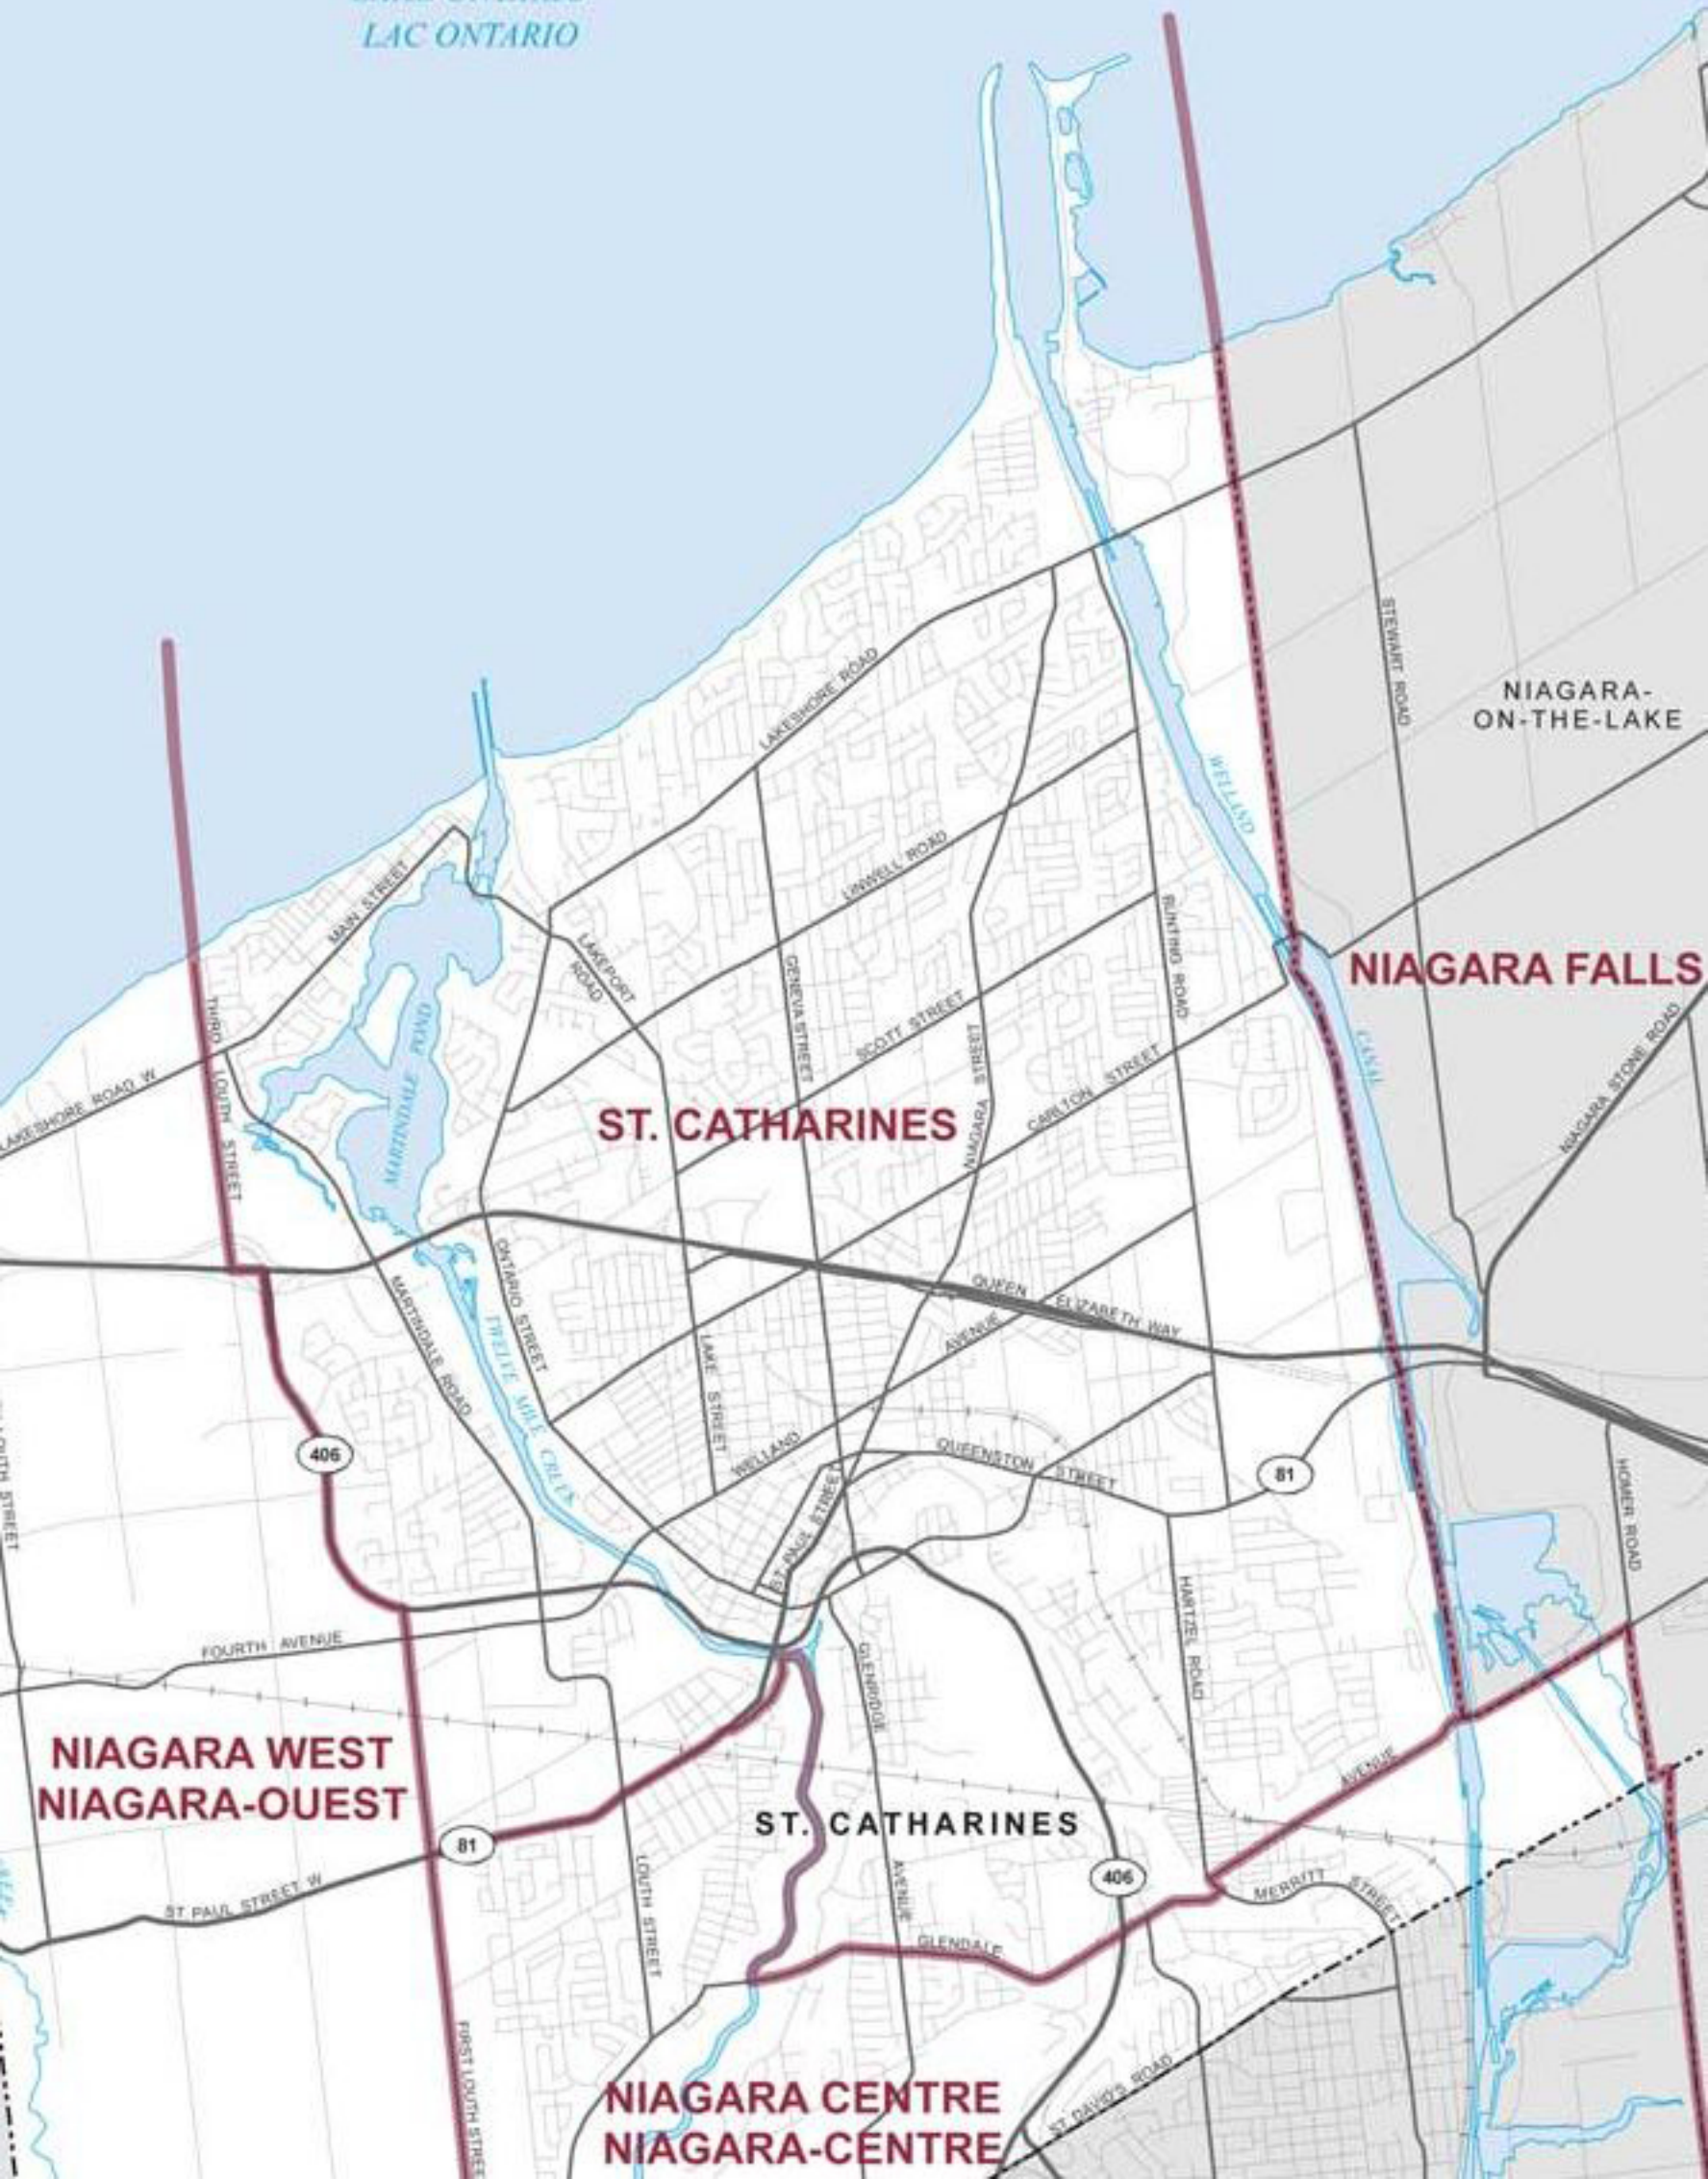 LAC ONTARIO
NIAGARA-
ON-THE-LAKE
STEWART ROAD
LAKESHORE ROAD
WELLAND
MAIN STREET
LINWELL ROAD
BUNTING ROAD
LAKEPORT
ROAD
GENEVA STREET
NIAGARA FALLS
THIRD
LOUTH
STREET
MARTINDALE POND
SCOTT STREET
NIAGARA
STREET
CANAL
NIAGARA STONE ROAD
LAKESHORE ROAD W
ST. CATHARINES
CARLTON STREET
ONTARIO STREET
MARTINDALE ROAD
QUEEN ELIZABETH WAY
TWELVE MILE CREEK
LAKE STREET
WELLAND
AVENUE
406
QUEENSTON STREET
81
ST. PAUL STREET
HOMER ROAD
LOUTH STREET
FOURTH AVENUE
GLENRIDGE
AVENUE
HARTZEL ROAD
NIAGARA WEST
NIAGARA-OUEST
ST. CATHARINES
AVENUE
81
ST PAUL STREET W
LOUTH STREET
406
MERRITT STREET
GLENDALE
FIRST LOUTH STREE
NIAGARA CENTRE
NIAGARA-CENTRE
ST. DAVID'S ROAD